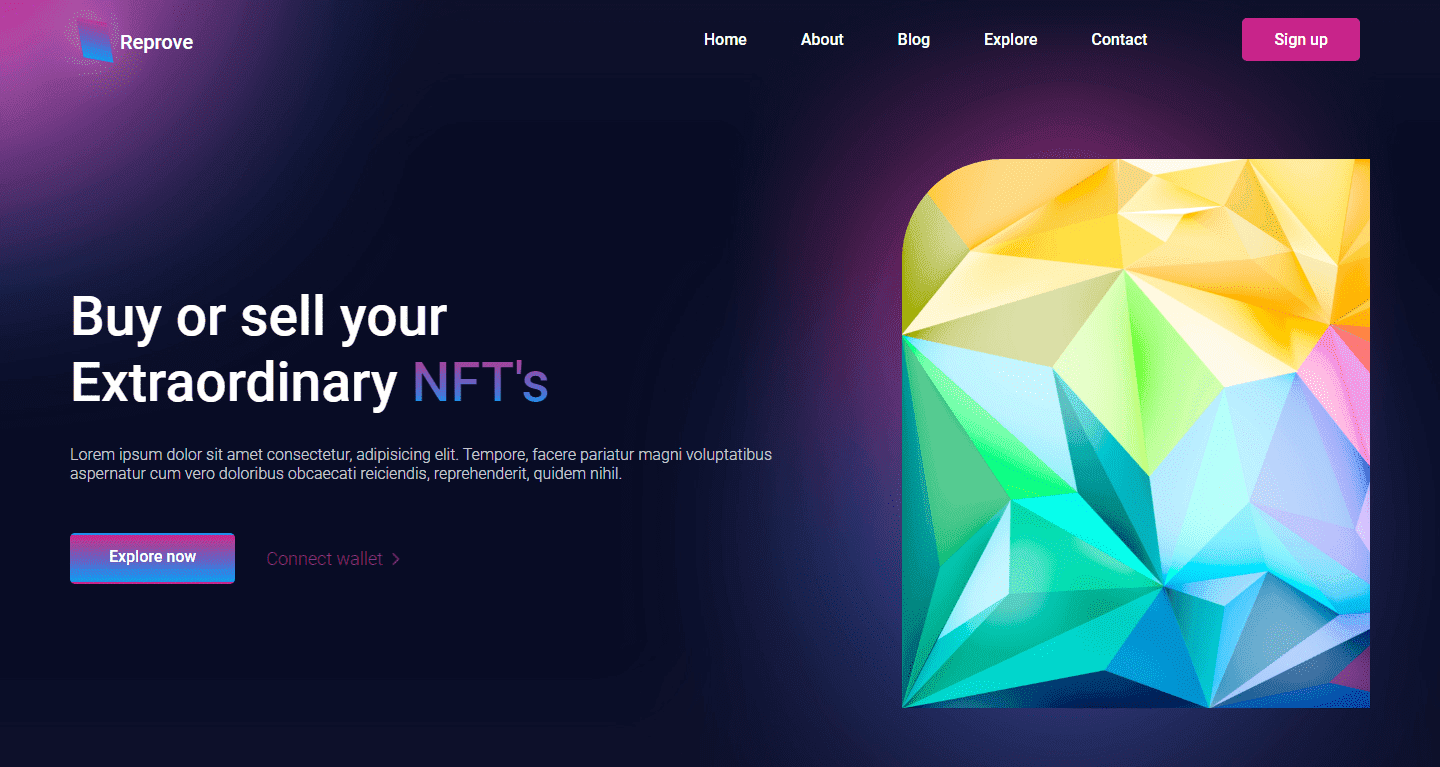 Reprove
Home About Blog Explore Contact Sign up
Buy or sell your
Extraordinary NFT's
Lorem ipsum dolor sit amet consectetur, adipisicing elit. Tempore, facere pariatur magni voluptatibus
aspernatur cum vero doloribus obcaecati reiciendis, reprehenderit, quidem nihil.
Explore now Connect wallet >